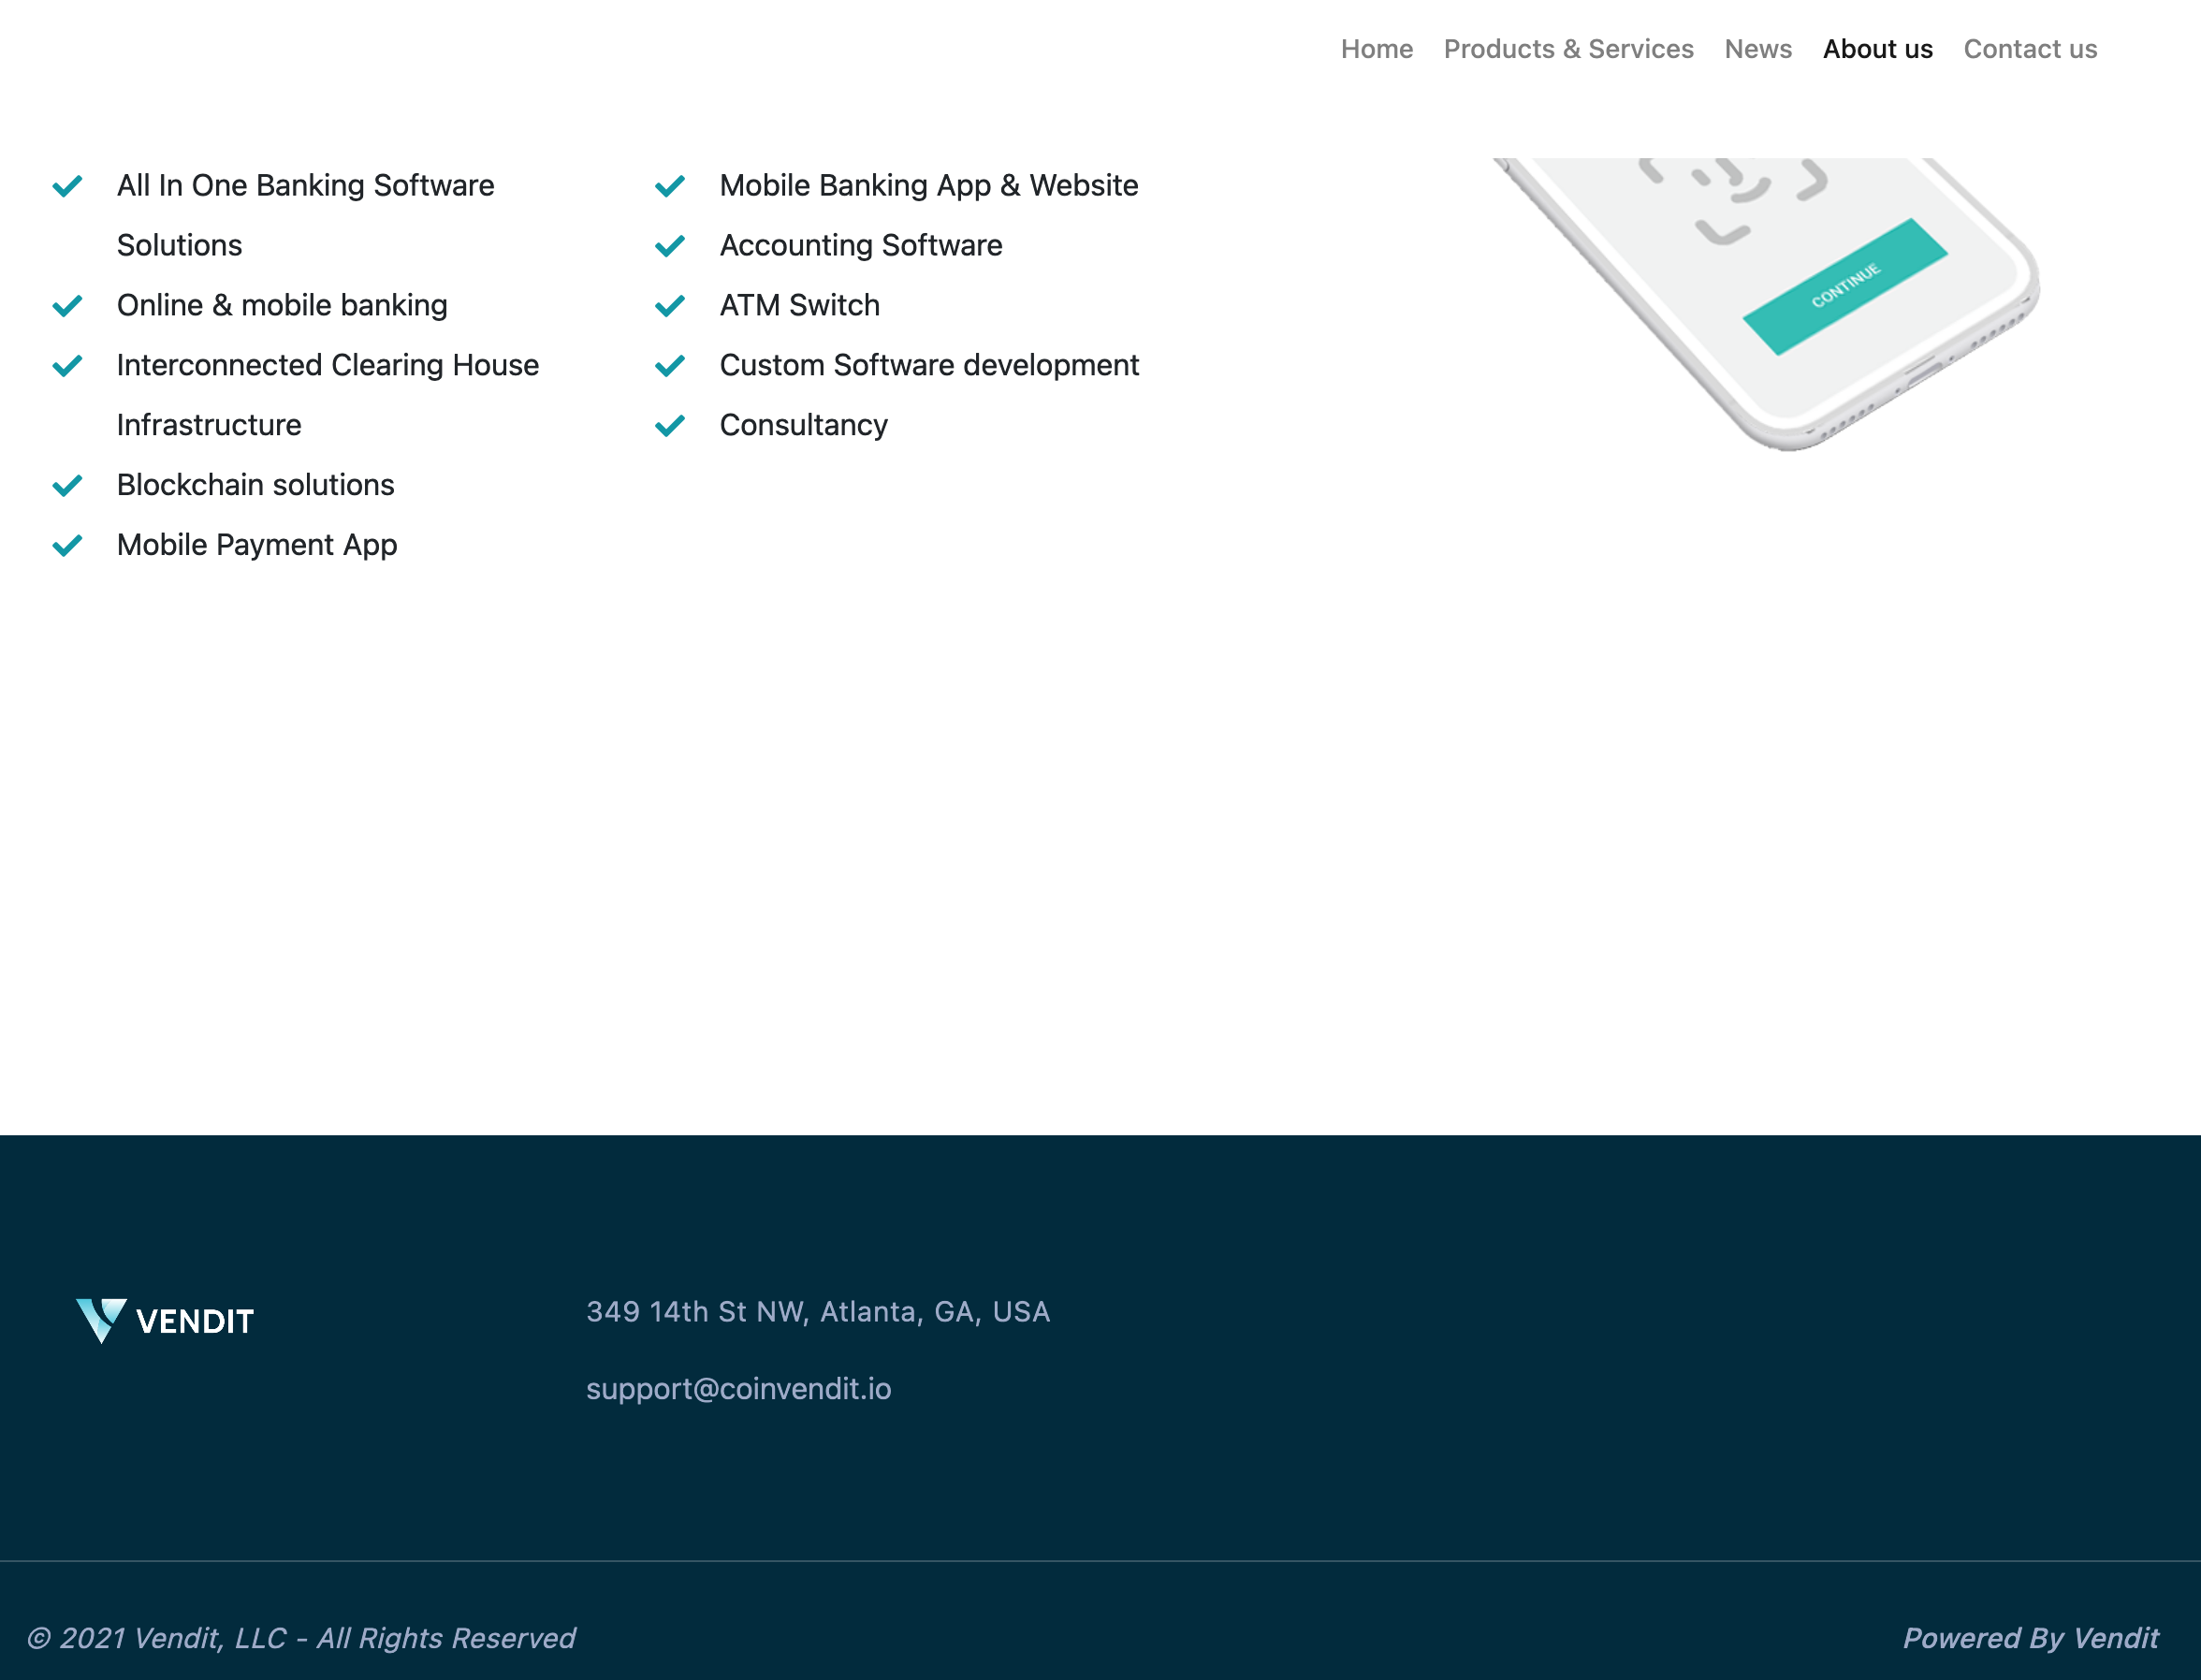 Home Products & Services News About us Contact us
All In One Banking Software
Solutions
Online & mobile banking
Interconnected Clearing House
Infrastructure
Blockchain solutions
Mobile Payment App
Mobile Banking App & Website
Accounting Software
ATM Switch
Custom Software development
Consultancy
CONTINUE
VENDIT
349 14th St NW, Atlanta, GA, USA
support@coinvendit.io
© 2021 Vendit, LLC - All Rights Reserved
Powered By Vendit